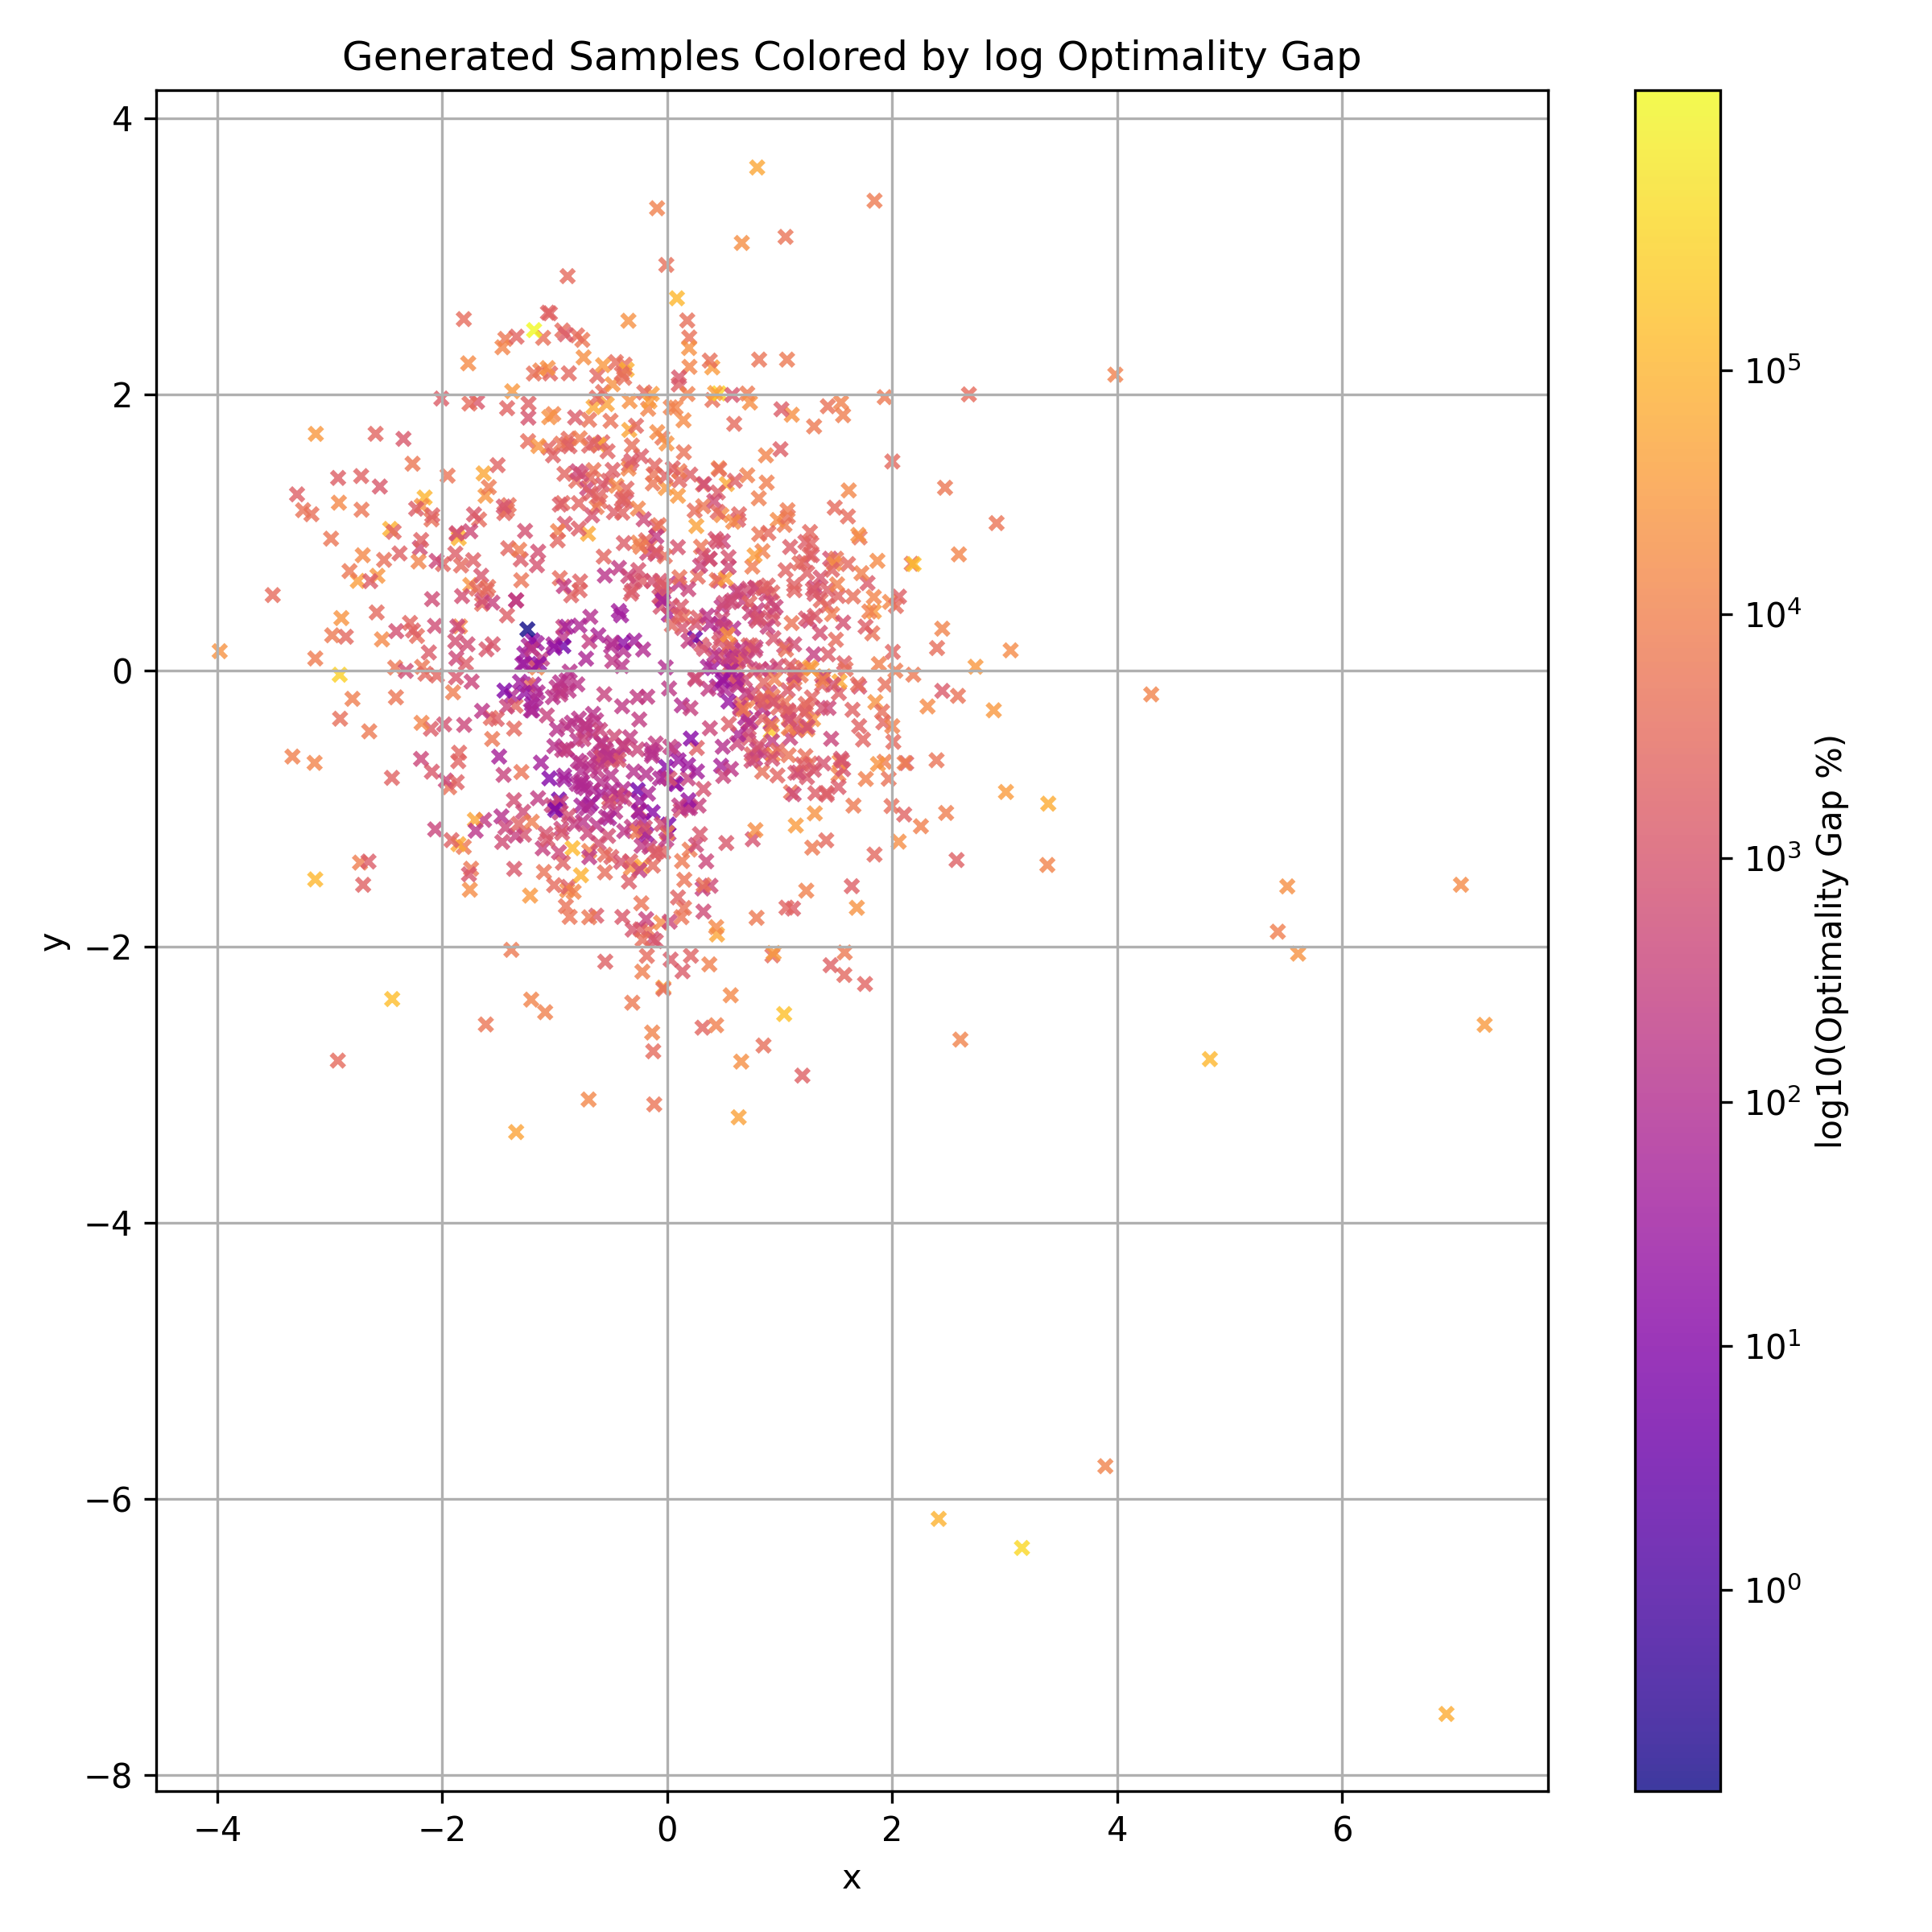 Generated Samples Colored by log Optimality Gap
4
2
0
−2
−4
−6
−8
y
−4 −2 0 2 4 6
x
10⁵
10⁴
10³
10²
10¹
10⁰
log10(Optimality Gap %)